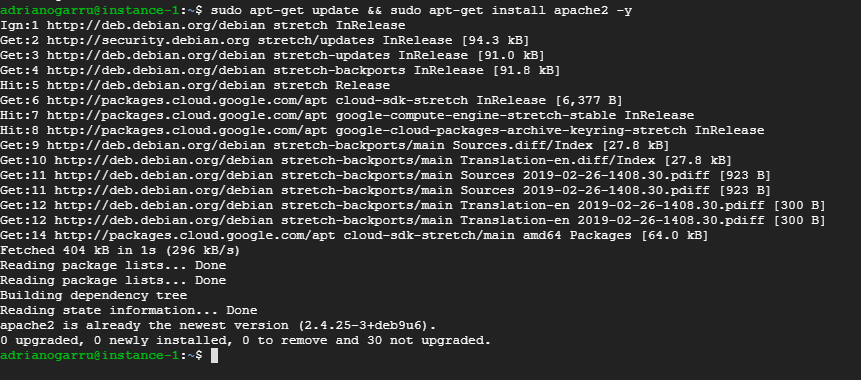 adrianogarru@instance-1:~$ sudo apt-get update && sudo apt-get install apache2 -y
Ign:1 http://deb.debian.org/debian stretch InRelease
Get:2 http://security.debian.org stretch/updates InRelease [94.3 kB]
Get:3 http://deb.debian.org/debian stretch-updates InRelease [91.0 kB]
Get:4 http://deb.debian.org/debian stretch-backports InRelease [91.8 kB]
Hit:5 http://deb.debian.org/debian stretch Release
Get:6 http://packages.cloud.google.com/apt cloud-sdk-stretch InRelease [6,377 B]
Hit:7 http://packages.cloud.google.com/apt google-compute-engine-stretch-stable InRelease
Hit:8 http://packages.cloud.google.com/apt google-cloud-packages-archive-keyring-stretch InRelease
Get:9 http://deb.debian.org/debian stretch-backports/main Sources.diff/Index [27.8 kB]
Get:10 http://deb.debian.org/debian stretch-backports/main Translation-en.diff/Index [27.8 kB]
Get:11 http://deb.debian.org/debian stretch-backports/main Sources 2019-02-26-1408.30.pdiff [923 B]
Get:11 http://deb.debian.org/debian stretch-backports/main Sources 2019-02-26-1408.30.pdiff [923 B]
Get:12 http://deb.debian.org/debian stretch-backports/main Translation-en 2019-02-26-1408.30.pdiff [300 B]
Get:12 http://deb.debian.org/debian stretch-backports/main Translation-en 2019-02-26-1408.30.pdiff [300 B]
Get:14 http://packages.cloud.google.com/apt cloud-sdk-stretch/main amd64 Packages [64.0 kB]
Fetched 404 kB in 1s (296 kB/s)
Reading package lists... Done
Reading package lists... Done
Building dependency tree
Reading state information... Done
apache2 is already the newest version (2.4.25-3+deb9u6).
0 upgraded, 0 newly installed, 0 to remove and 30 not upgraded.
adrianogarru@instance-1:~$